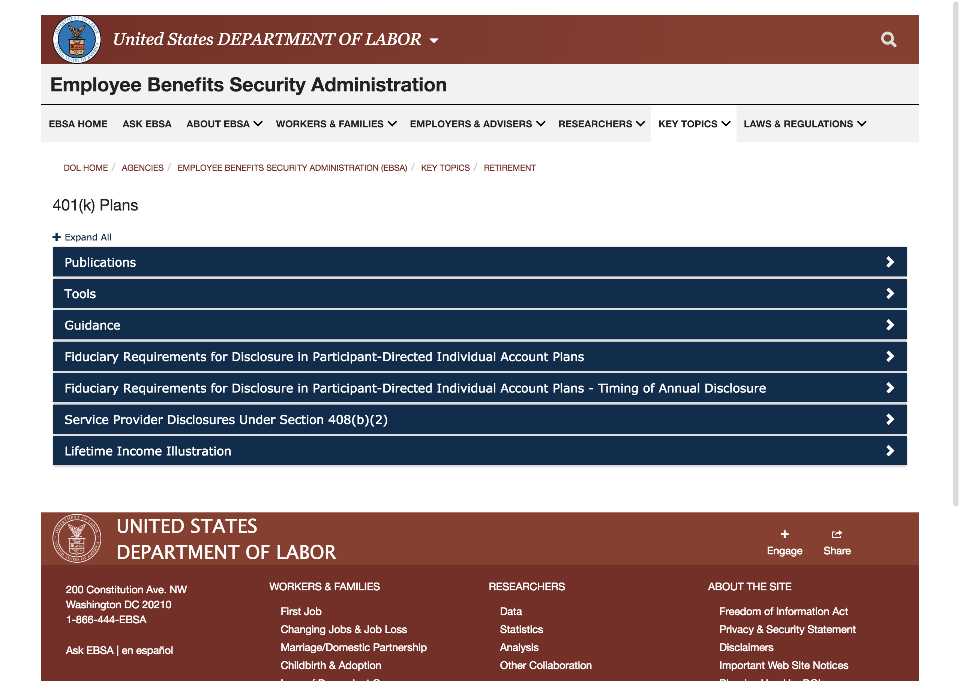 United States DEPARTMENT OF LABOR
Employee Benefits Security Administration
EBSA HOME ASK EBSA ABOUT EBSA WORKERS & FAMILIES EMPLOYERS & ADVISERS RESEARCHERS KEY TOPICS LAWS & REGULATIONS
DOL HOME / AGENCIES / EMPLOYEE BENEFITS SECURITY ADMINISTRATION (EBSA) / KEY TOPICS / RETIREMENT
401(k) Plans
+ Expand All
Publications
Tools
Guidance
Fiduciary Requirements for Disclosure in Participant-Directed Individual Account Plans
Fiduciary Requirements for Disclosure in Participant-Directed Individual Account Plans - Timing of Annual Disclosure
Service Provider Disclosures Under Section 408(b)(2)
Lifetime Income Illustration
UNITED STATES
DEPARTMENT OF LABOR
Engage Share
200 Constitution Ave. NW
Washington DC 20210
1-866-444-EBSA
Ask EBSA | en español
WORKERS & FAMILIES
First Job
Changing Jobs & Job Loss
Marriage/Domestic Partnership
Childbirth & Adoption
RESEARCHERS
Data
Statistics
Analysis
Other Collaboration
ABOUT THE SITE
Freedom of Information Act
Privacy & Security Statement
Disclaimers
Important Web Site Notices